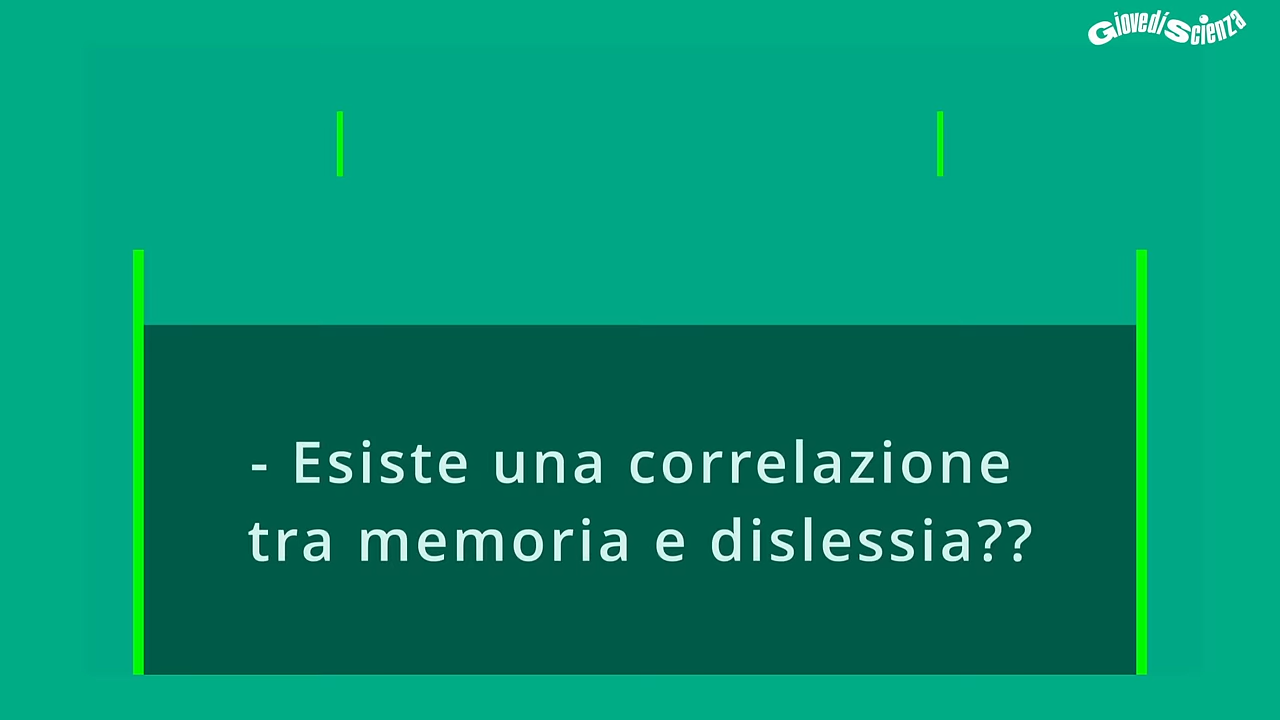 GiovedìScienza
- Esiste una correlazione
tra memoria e dislessia??